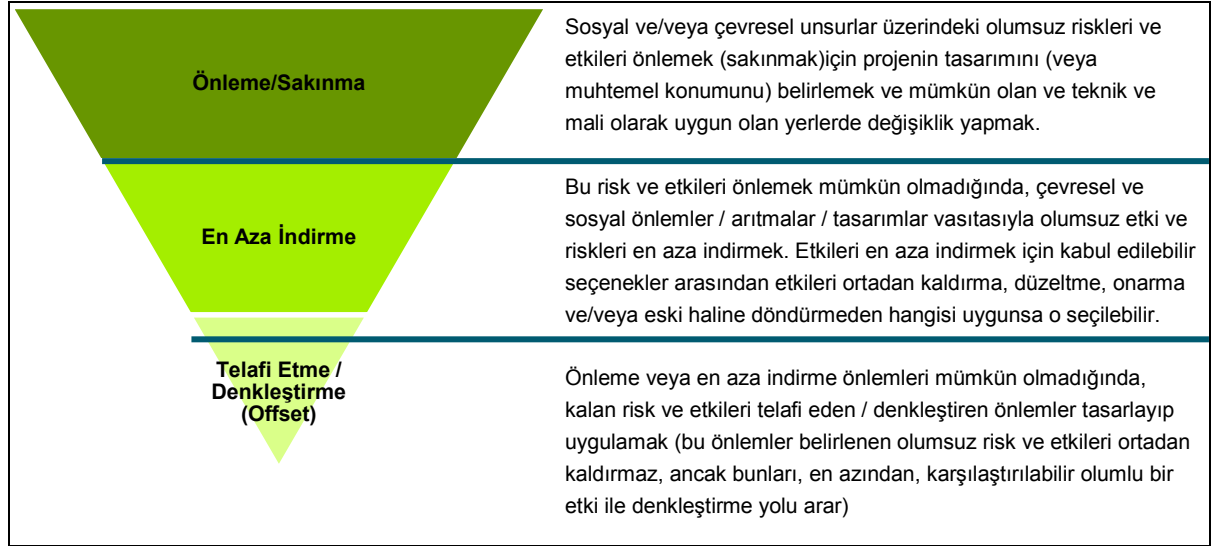 Önleme/Sakınma
Sosyal ve/veya çevresel unsurlar üzerindeki olumsuz riskleri ve
etkileri önlemek (sakınmak)için projenin tasarımını (veya
muhtemel konumunu) belirlemek ve mümkün olan ve teknik ve
mali olarak uygun olan yerlerde değişiklik yapmak.
En Aza İndirme
Bu risk ve etkileri önlemek mümkün olmadığında, çevresel ve
sosyal önlemler / arıtmalar / tasarımlar vasıtasıyla olumsuz etki ve
riskleri en aza indirmek. Etkileri en aza indirmek için kabul edilebilir
seçenekler arasından etkileri ortadan kaldırma, düzeltme, onarma
ve/veya eski haline döndürmeden hangisi uygunsa o seçilebilir.
Telafi Etme /
Denkleştirme
(Offset)
Önleme veya en aza indirme önlemleri mümkün olmadığında,
kalan risk ve etkileri telafi eden / denkleştiren önlemler tasarlayıp
uygulamak (bu önlemler belirlenen olumsuz risk ve etkileri ortadan
kaldırmaz, ancak bunları, en azından, karşılaştırılabilir olumlu bir
etki ile denkleştirme yolu arar)